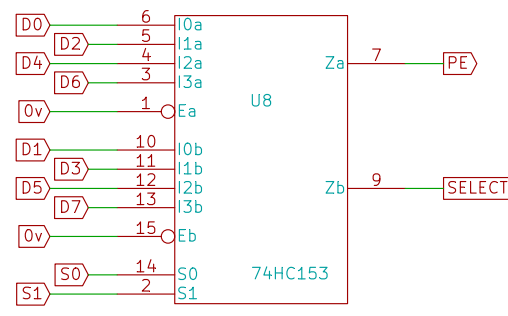 D0 6 I0a
D2 5 I1a
D4 4 I2a Za 7 PE
D6 3 I3a
0v 1 Ea U8
D1 10 I0b
D3 11 I1b
D5 12 I2b Zb 9 SELECT
D7 13 I3b
0v 15 Eb
S0 14 S0 74HC153
S1 2 S1